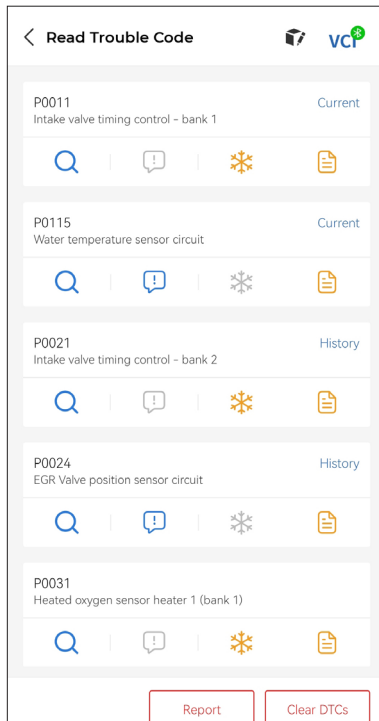 Read Trouble Code
VCI
P0011
Current
Intake valve timing control - bank 1
P0115
Current
Water temperature sensor circuit
P0021
History
Intake valve timing control - bank 2
P0024
History
EGR Valve position sensor circuit
P0031
Heated oxygen sensor heater 1 (bank 1)
Report
Clear DTCs